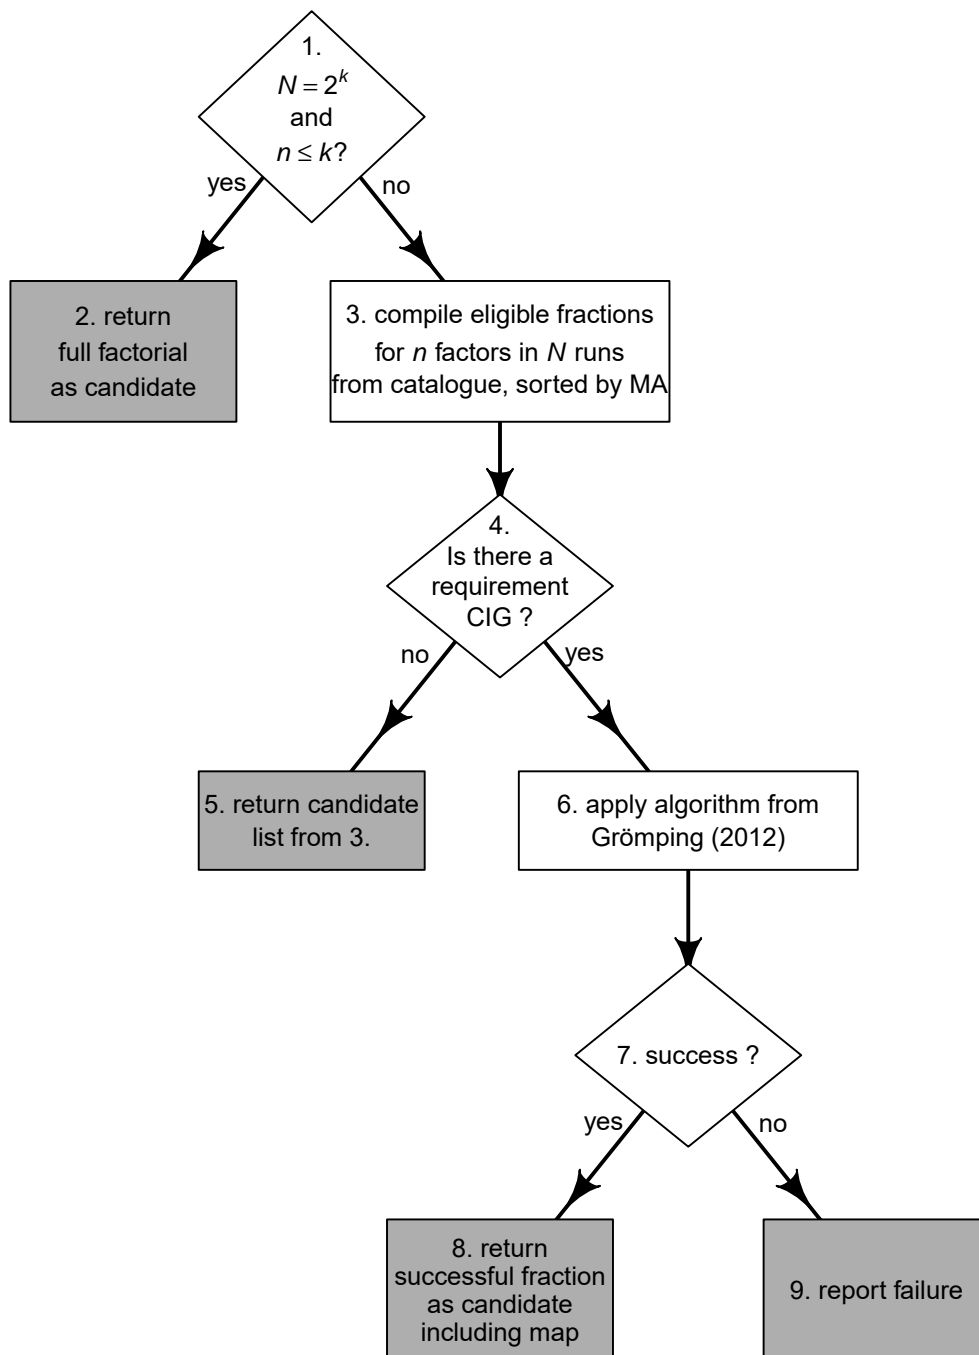 1.
N = 2^k
and
n ≤ k?
yes
no
2. return
full factorial
as candidate
3. compile eligible fractions
for n factors in N runs
from catalogue, sorted by MA
4.
Is there a
requirement
CIG ?
no
yes
5. return candidate
list from 3.
6. apply algorithm from
Grömping (2012)
7. success ?
yes
no
8. return
successful fraction
as candidate
including map
9. report failure